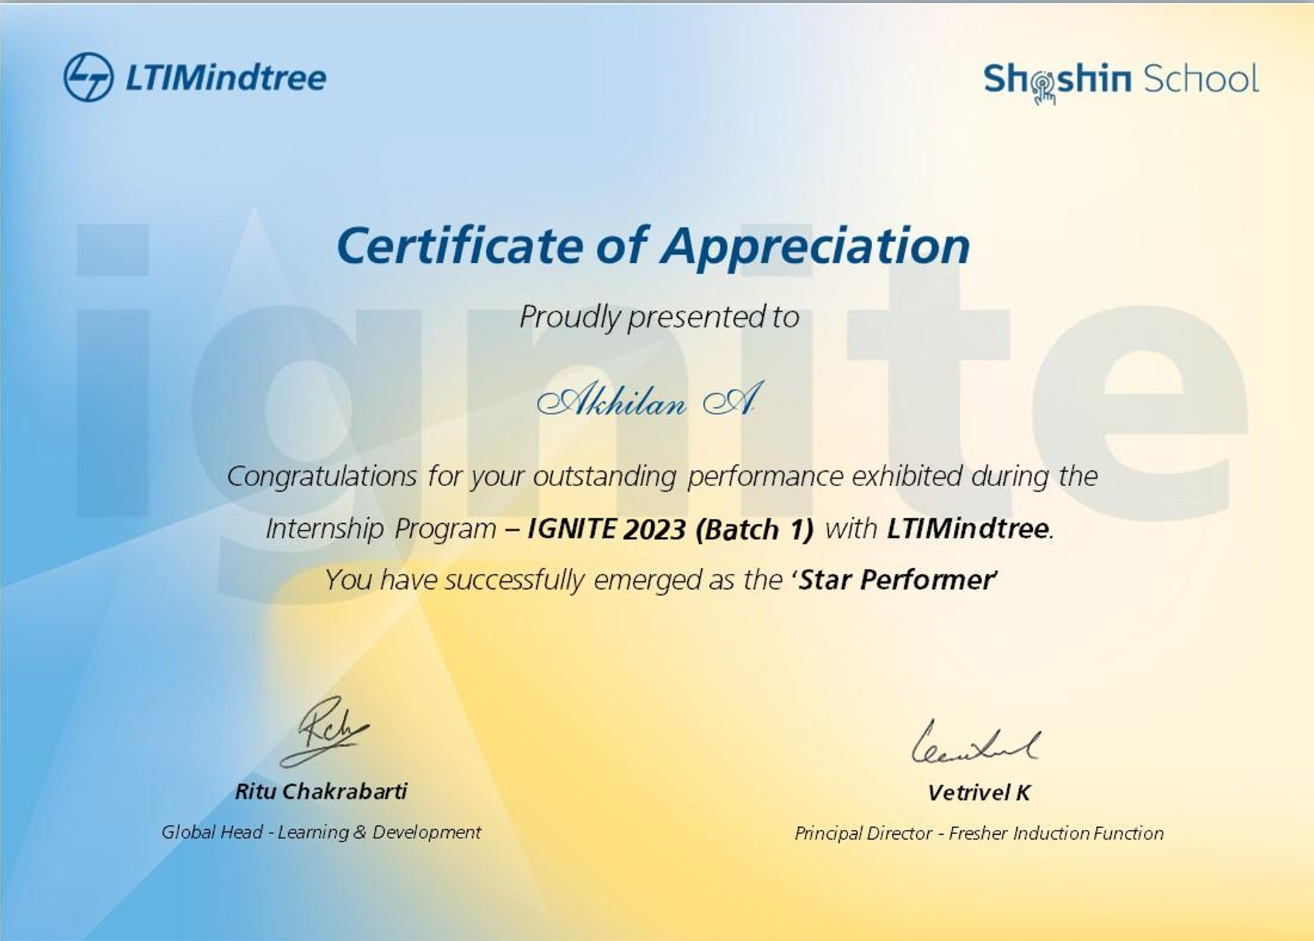 LTIMindtree
Shoshin School
ignite
Certificate of Appreciation
Proudly presented to
Akhilan A
Congratulations for your outstanding performance exhibited during the
Internship Program – IGNITE 2023 (Batch 1) with LTIMindtree.
You have successfully emerged as the ‘Star Performer’
Ritu Chakrabarti
Vetrivel K
Global Head - Learning & Development
Principal Director - Fresher Induction Function